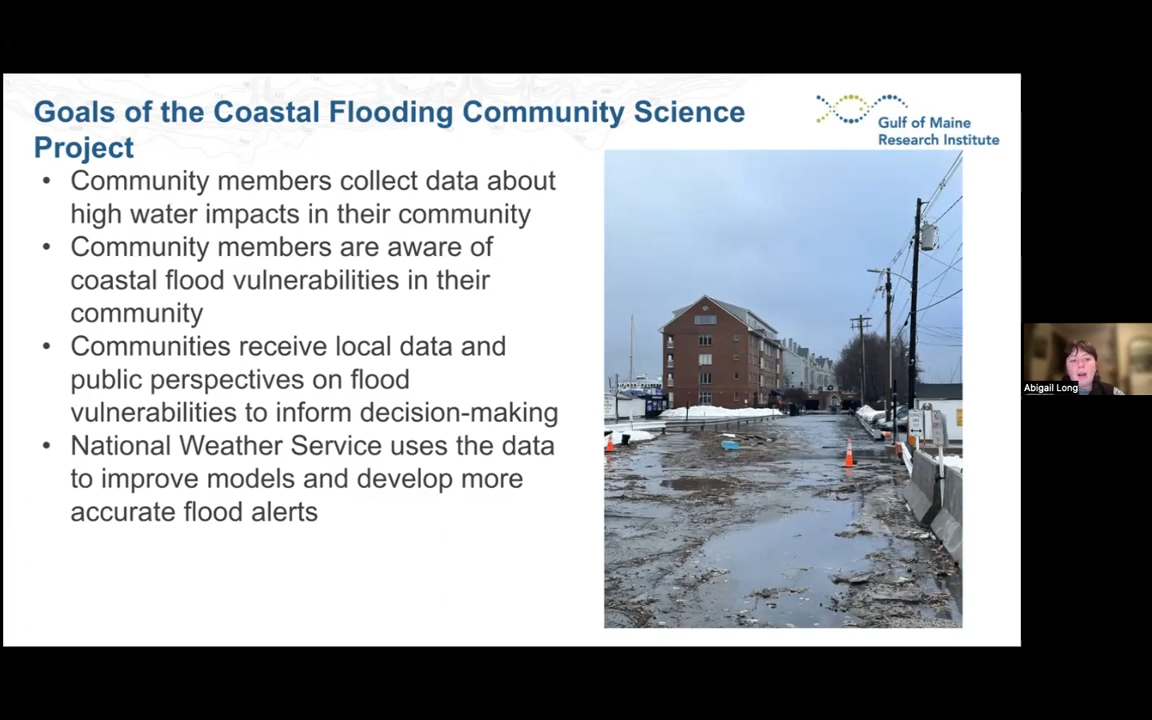 Goals of the Coastal Flooding Community Science
Project
Gulf of Maine
Research Institute
• Community members collect data about
high water impacts in their community
• Community members are aware of
coastal flood vulnerabilities in their
community
• Communities receive local data and
public perspectives on flood
vulnerabilities to inform decision-making
• National Weather Service uses the data
to improve models and develop more
accurate flood alerts
Abigail Long